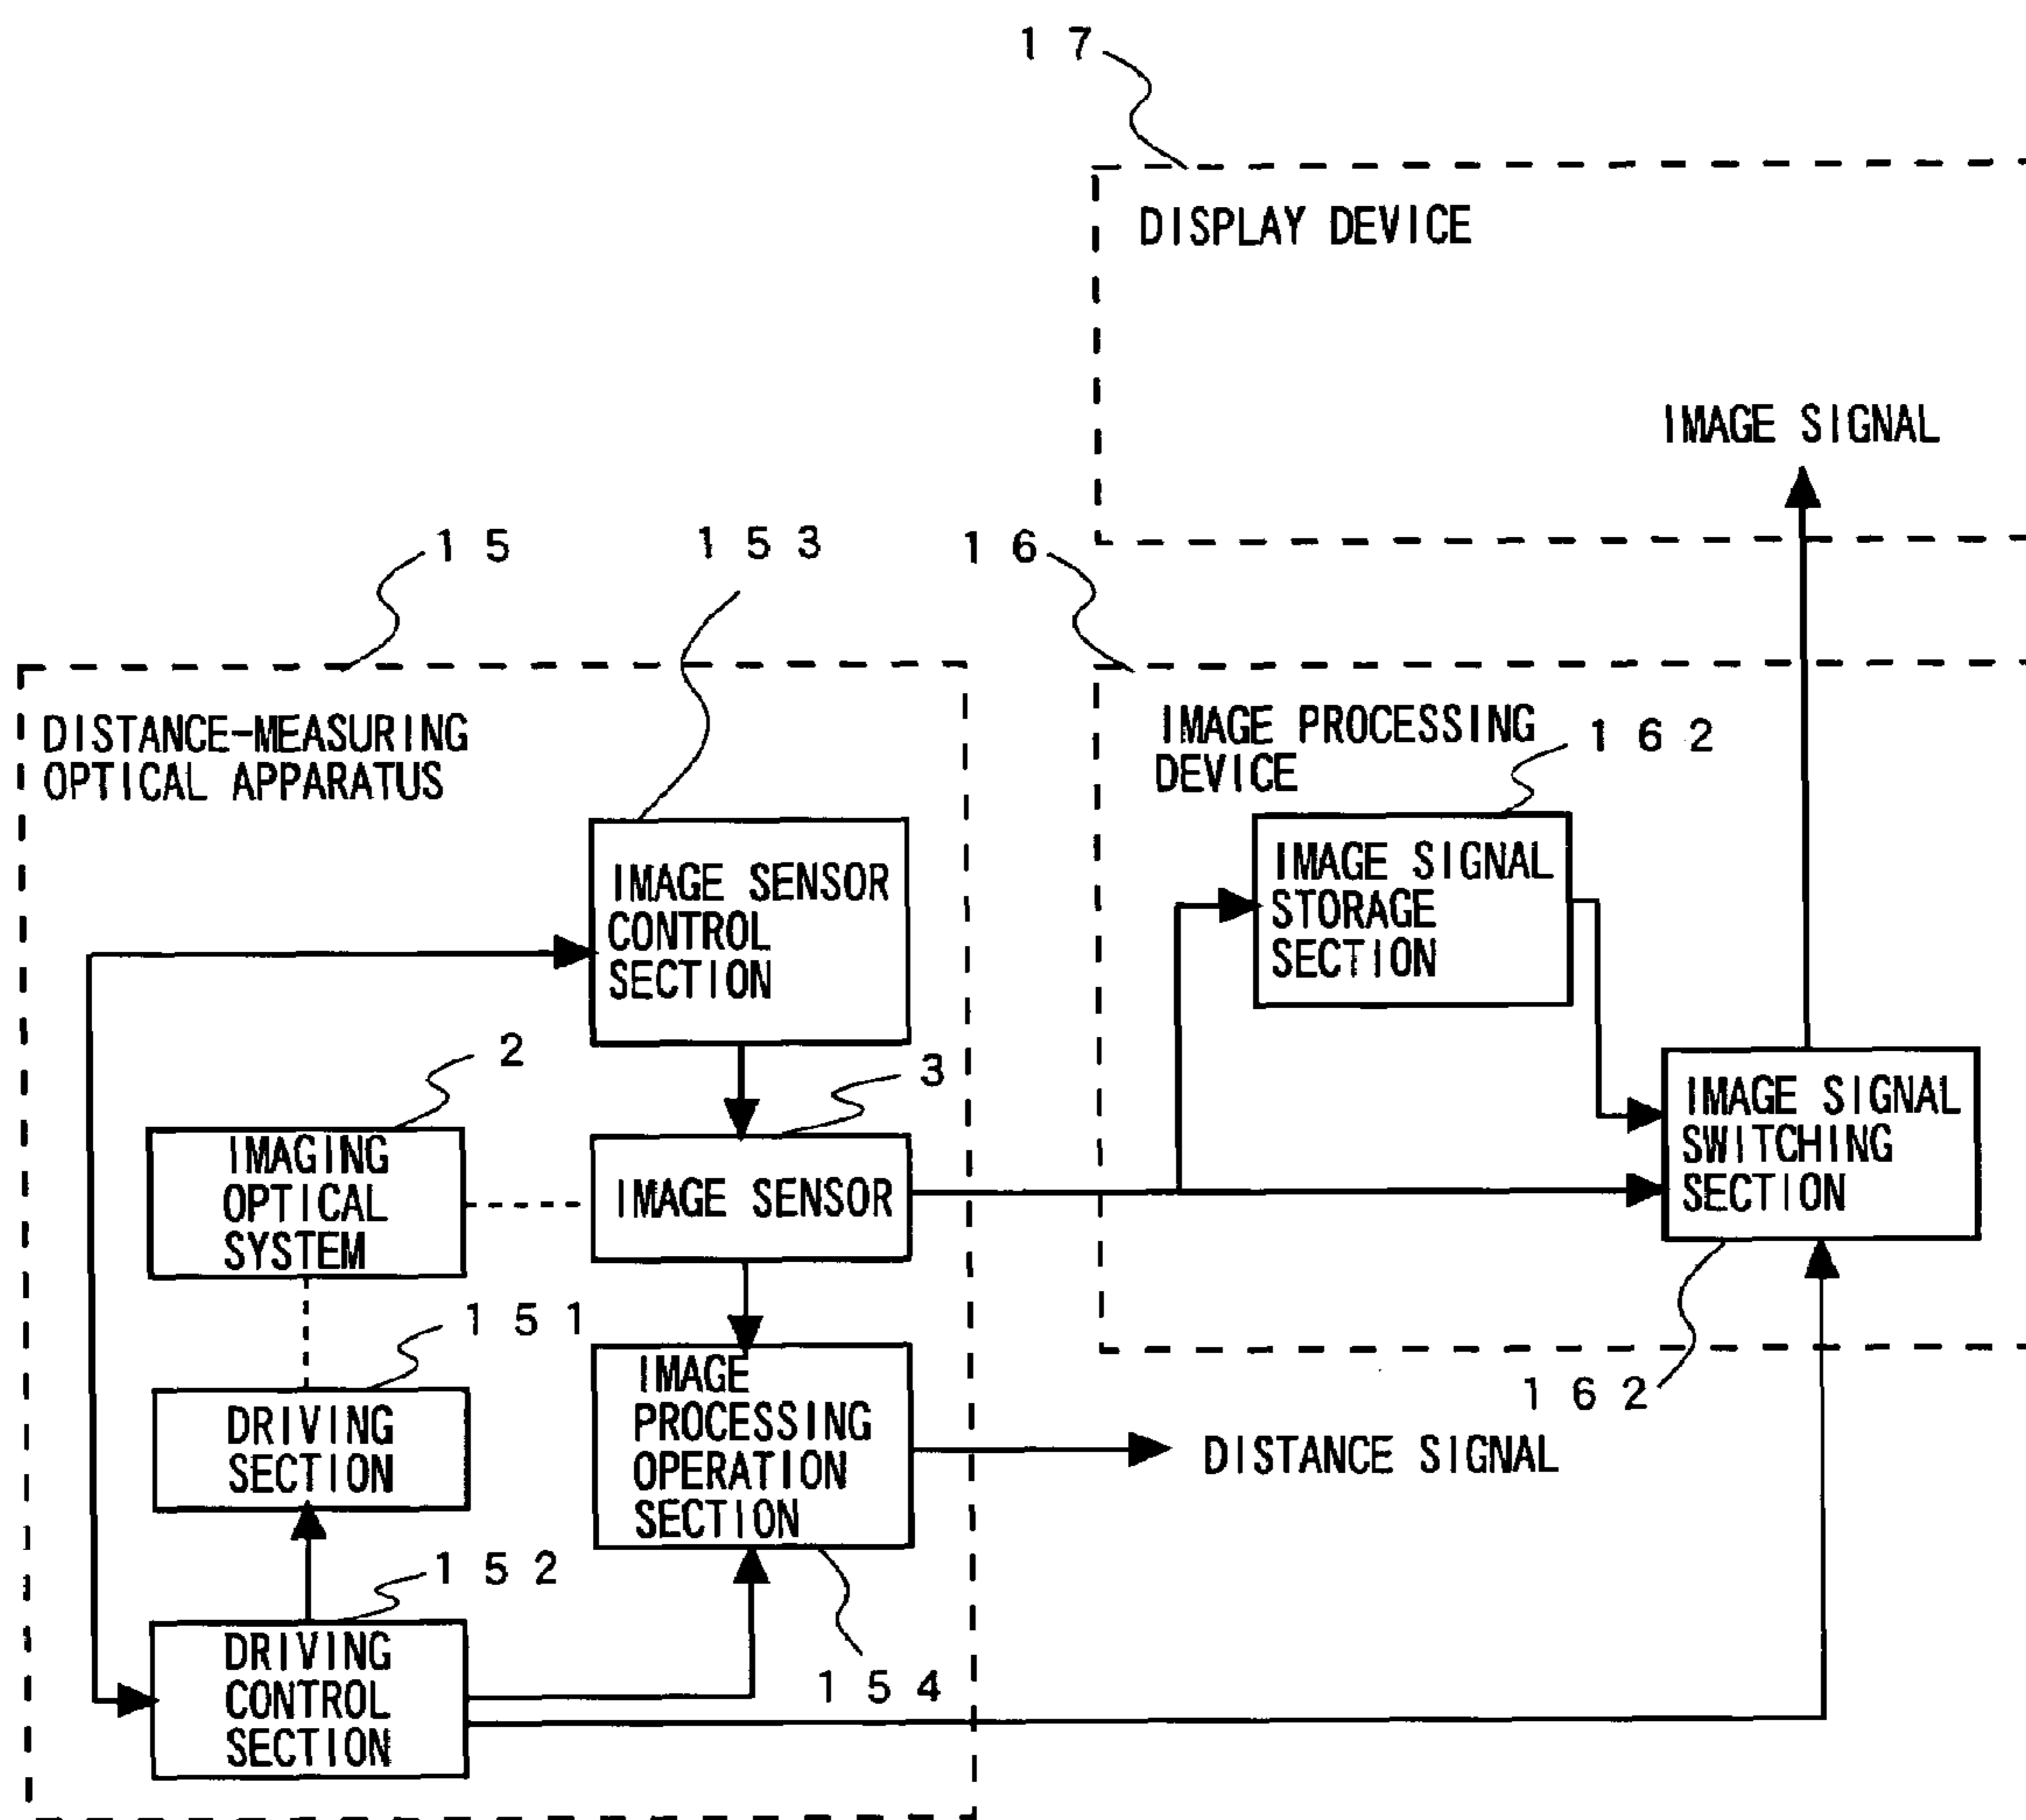 17
DISPLAY DEVICE
IMAGE SIGNAL
15
153
16
DISTANCE-MEASURING
OPTICAL APPARATUS
IMAGE PROCESSING
DEVICE
162
IMAGE SENSOR
CONTROL
SECTION
IMAGE SIGNAL
STORAGE
SECTION
2
3
IMAGING
OPTICAL
SYSTEM
IMAGE SENSOR
IMAGE SIGNAL
SWITCHING
SECTION
151
162
DRIVING
SECTION
IMAGE
PROCESSING
OPERATION
SECTION
DISTANCE SIGNAL
152
154
DRIVING
CONTROL
SECTION